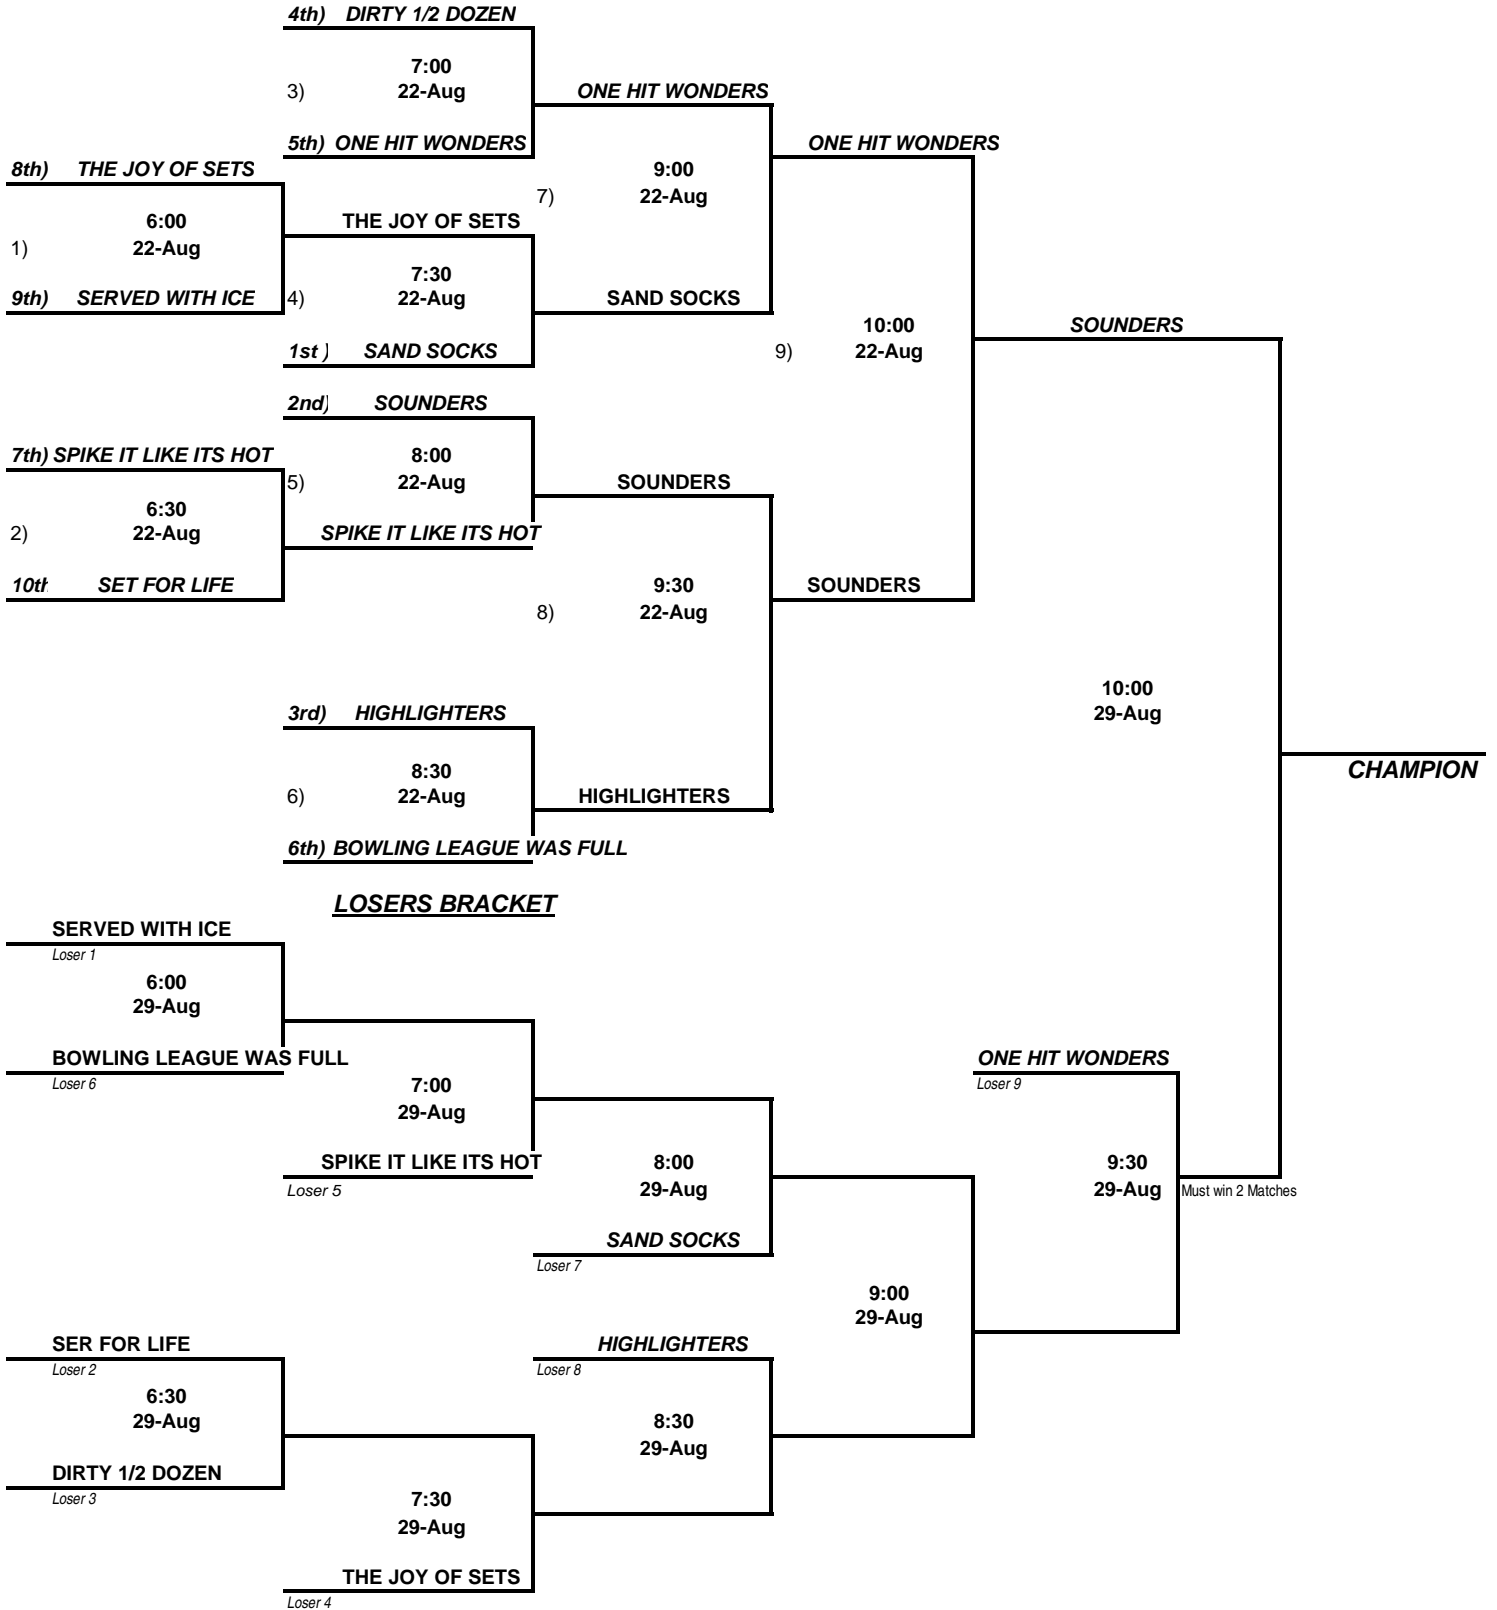 4th) DIRTY 1/2 DOZEN
7:00
3) 22-Aug
ONE HIT WONDERS
5th) ONE HIT WONDERS
ONE HIT WONDERS
8th) THE JOY OF SETS
9:00
7) 22-Aug
6:00
THE JOY OF SETS
1) 22-Aug
7:30
9th) SERVED WITH ICE
4) 22-Aug
SAND SOCKS
10:00
SOUNDERS
1st ) SAND SOCKS
9) 22-Aug
2nd) SOUNDERS
7th) SPIKE IT LIKE ITS HOT
8:00
5) 22-Aug
SOUNDERS
6:30
2) 22-Aug
SPIKE IT LIKE ITS HOT
10th SET FOR LIFE
9:30
SOUNDERS
8) 22-Aug
10:00
29-Aug
3rd) HIGHLIGHTERS
8:30
CHAMPION
6) 22-Aug
HIGHLIGHTERS
6th) BOWLING LEAGUE WAS FULL
LOSERS BRACKET
SERVED WITH ICE
Loser 1
6:00
29-Aug
BOWLING LEAGUE WAS FULL
ONE HIT WONDERS
Loser 6
7:00
Loser 9
29-Aug
SPIKE IT LIKE ITS HOT
8:00
9:30
Loser 5
29-Aug
29-Aug
Must win 2 Matches
SAND SOCKS
Loser 7
9:00
29-Aug
SER FOR LIFE
HIGHLIGHTERS
Loser 2
Loser 8
6:30
29-Aug
8:30
29-Aug
DIRTY 1/2 DOZEN
Loser 3
7:30
29-Aug
THE JOY OF SETS
Loser 4